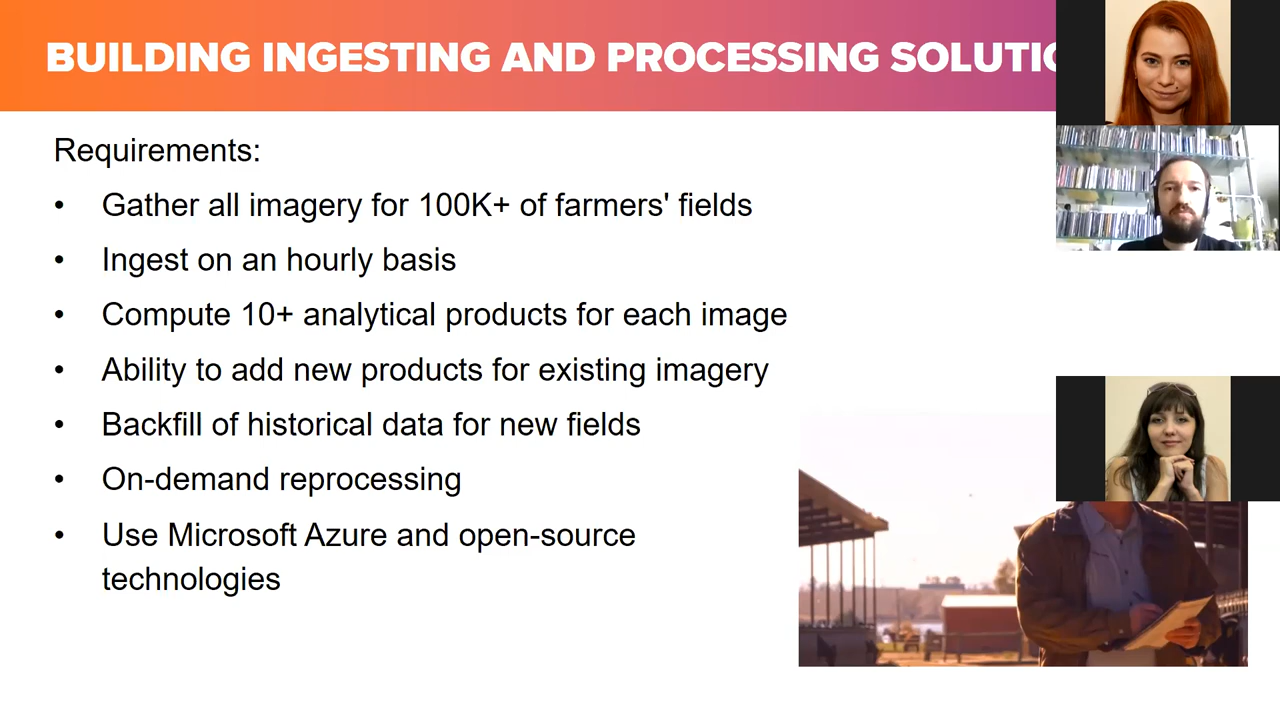 BUILDING INGESTING AND PROCESSING
Requirements:
• Gather all imagery for 100K+ of farmers' fields
• Ingest on an hourly basis
• Compute 10+ analytical products for each image
• Ability to add new products for existing imagery
• Backfill of historical data for new fields
• On-demand reprocessing
• Use Microsoft Azure and open-source
technologies